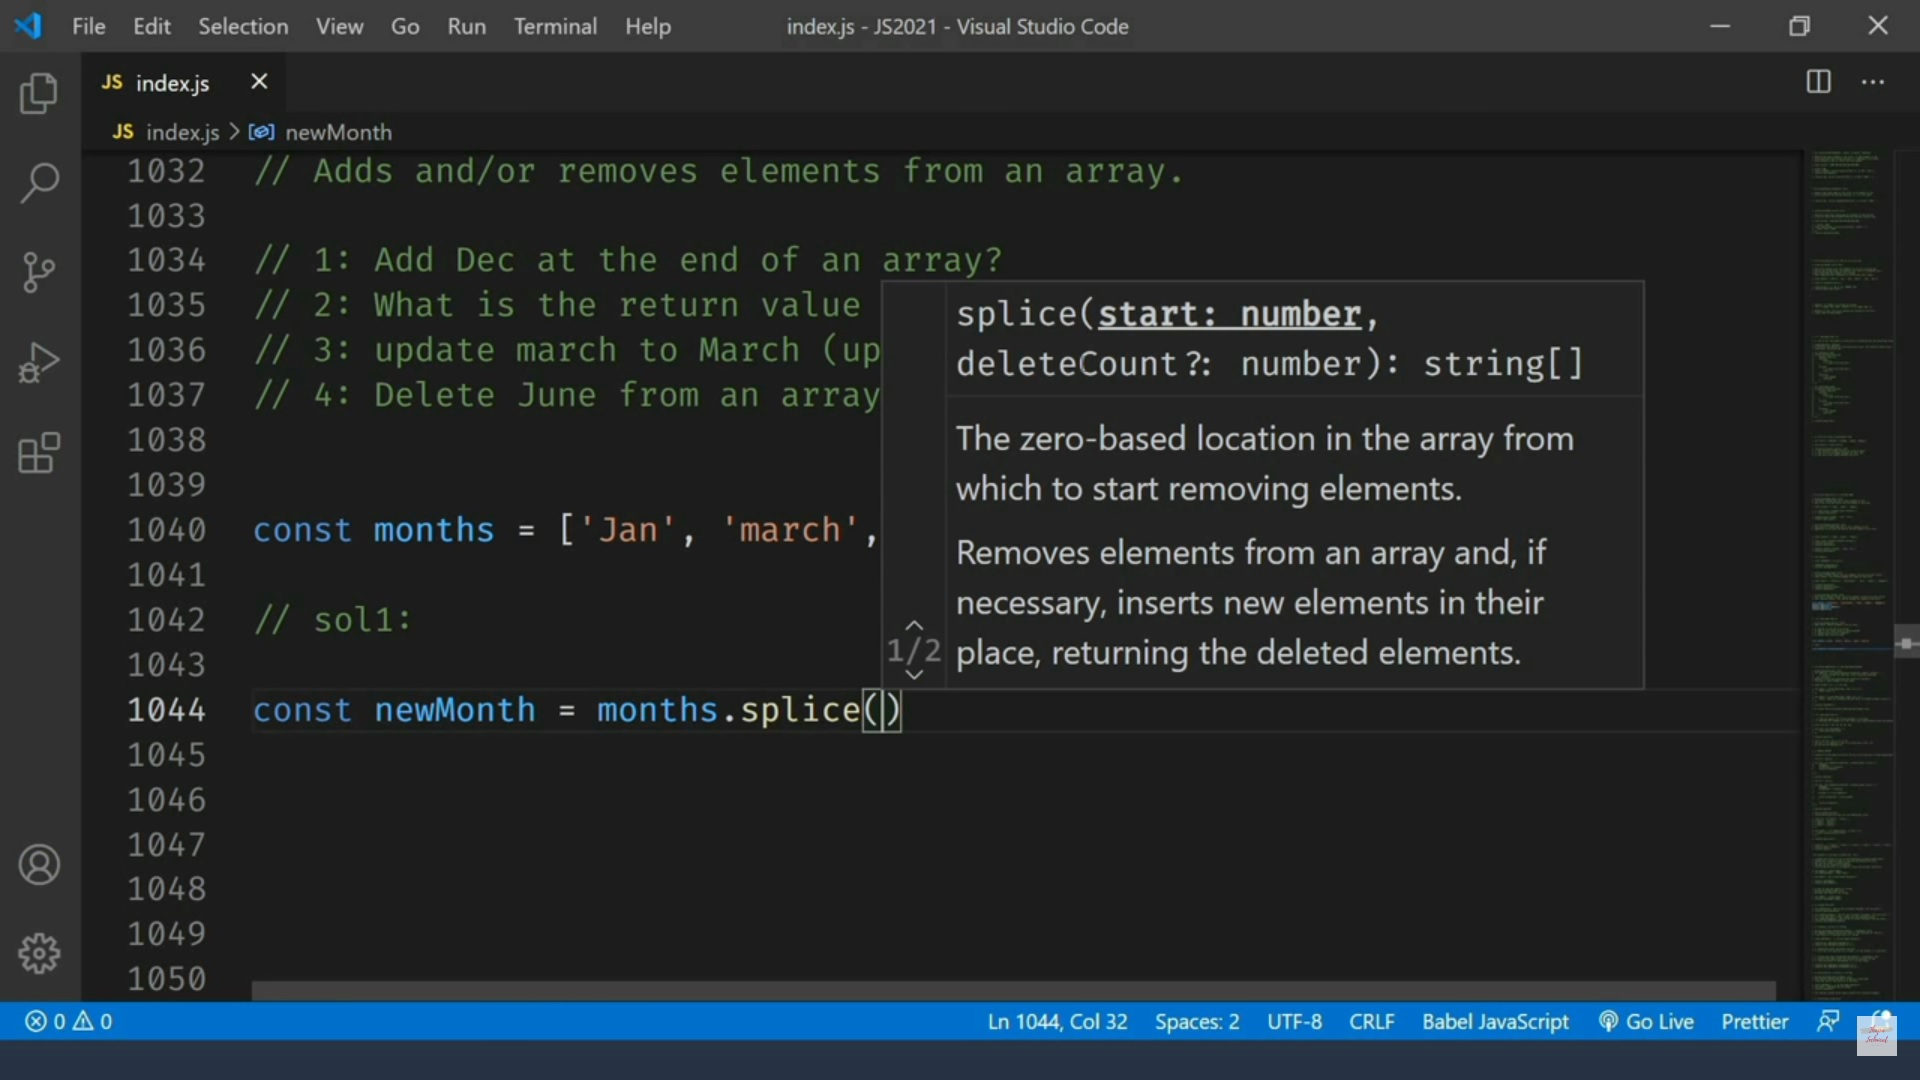 File Edit Selection View Go Run Terminal Help index.js - JS2021 - Visual Studio Code
JS index.js
JS index.js > newMonth
1032 // Adds and/or removes elements from an array.
1033
1034 // 1: Add Dec at the end of an array?
1035 // 2: What is the return value
1036 // 3: update march to March (up
1037 // 4: Delete June from an array
1038
1039
1040 const months = ['Jan', 'march',
1041
1042 // sol1:
1043
1044 const newMonth = months.splice()
1045
1046
1047
1048
1049
1050
splice(start: number,
deleteCount?: number): string[]
The zero-based location in the array from
which to start removing elements.
Removes elements from an array and, if
necessary, inserts new elements in their
1/2 place, returning the deleted elements.
0 0 Ln 1044, Col 32 Spaces: 2 UTF-8 CRLF Babel JavaScript Go Live Prettier